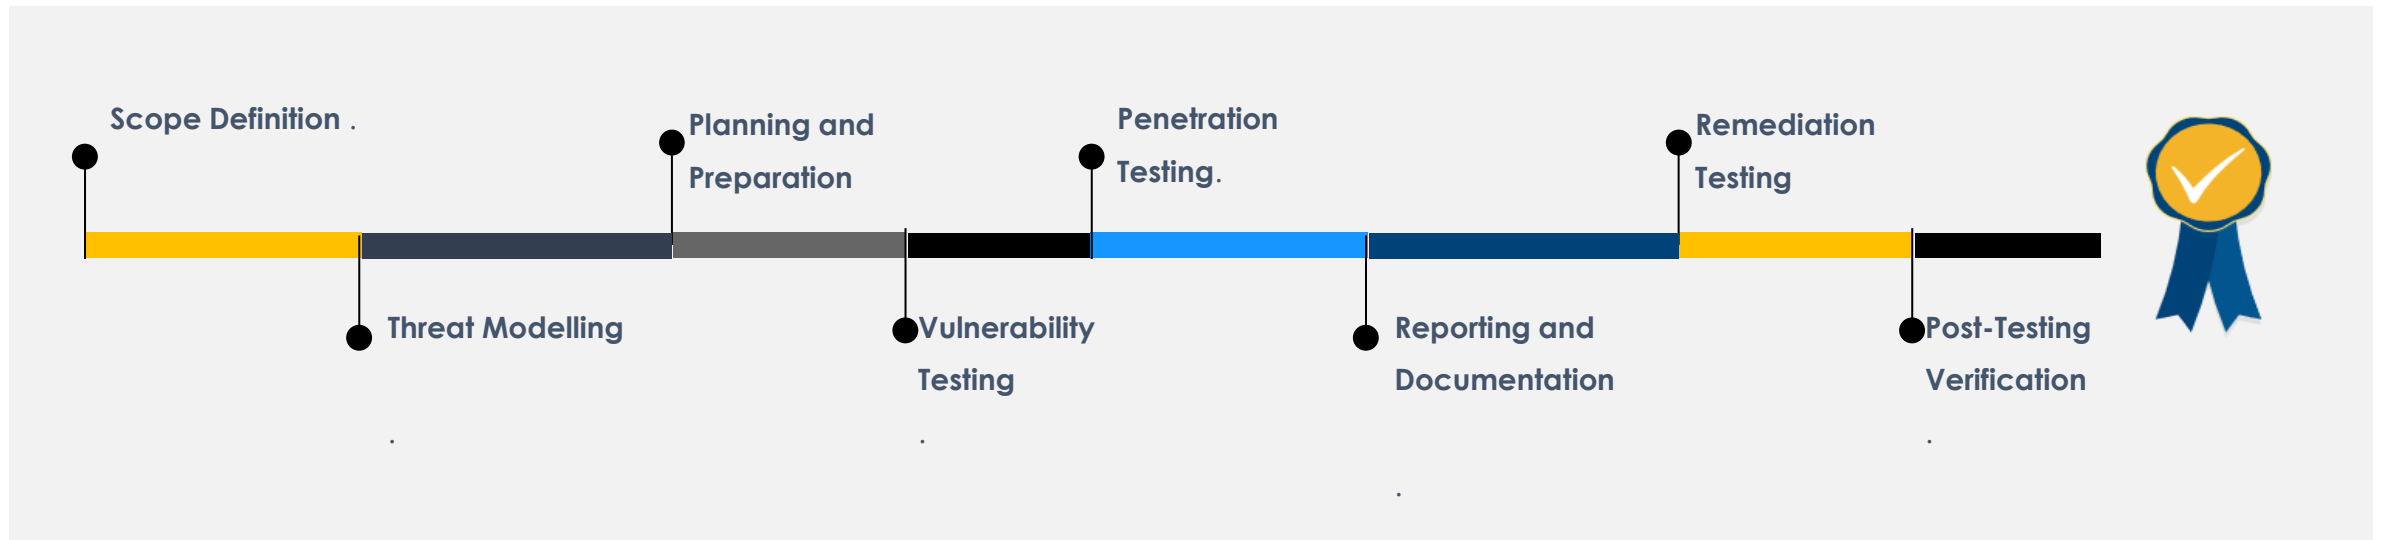 Scope Definition .
Threat Modelling
.
Planning and
Preparation
Vulnerability
Testing
.
Penetration
Testing.
Reporting and
Documentation
.
Remediation
Testing
Post-Testing
Verification
.